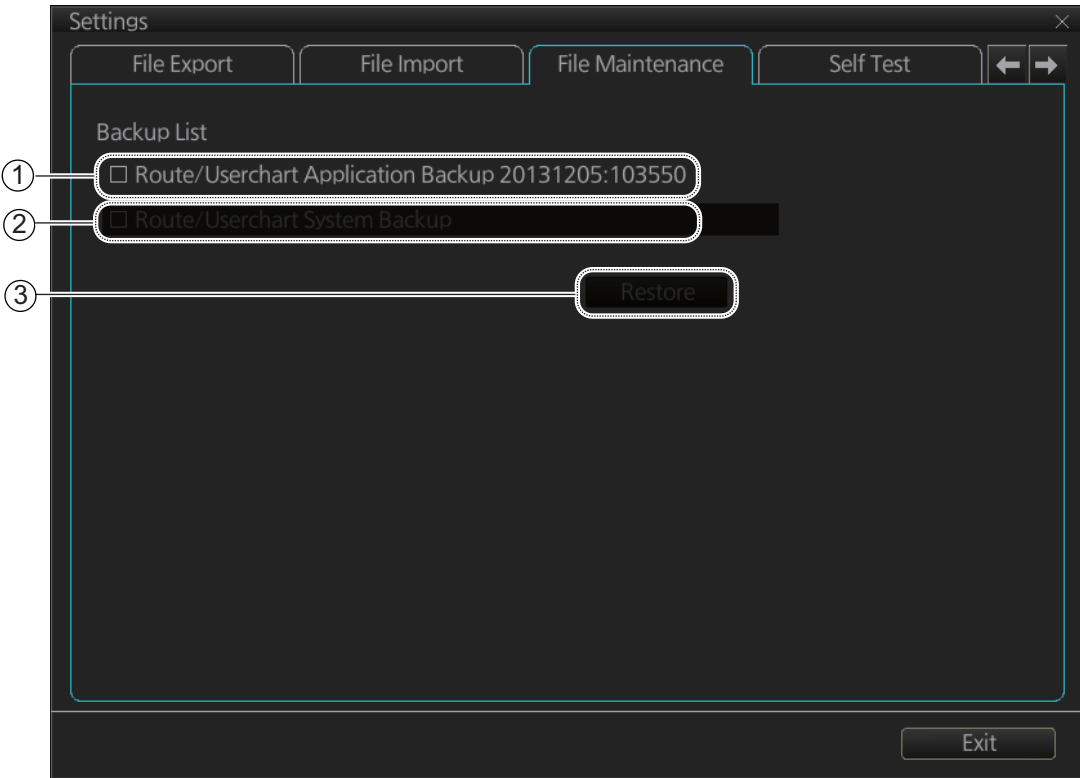 Settings
File Export File Import File Maintenance Self Test
Backup List
1 Route/Userchart Application Backup 20131205:103550
2 Route/Userchart System Backup
3 Restore
Exit